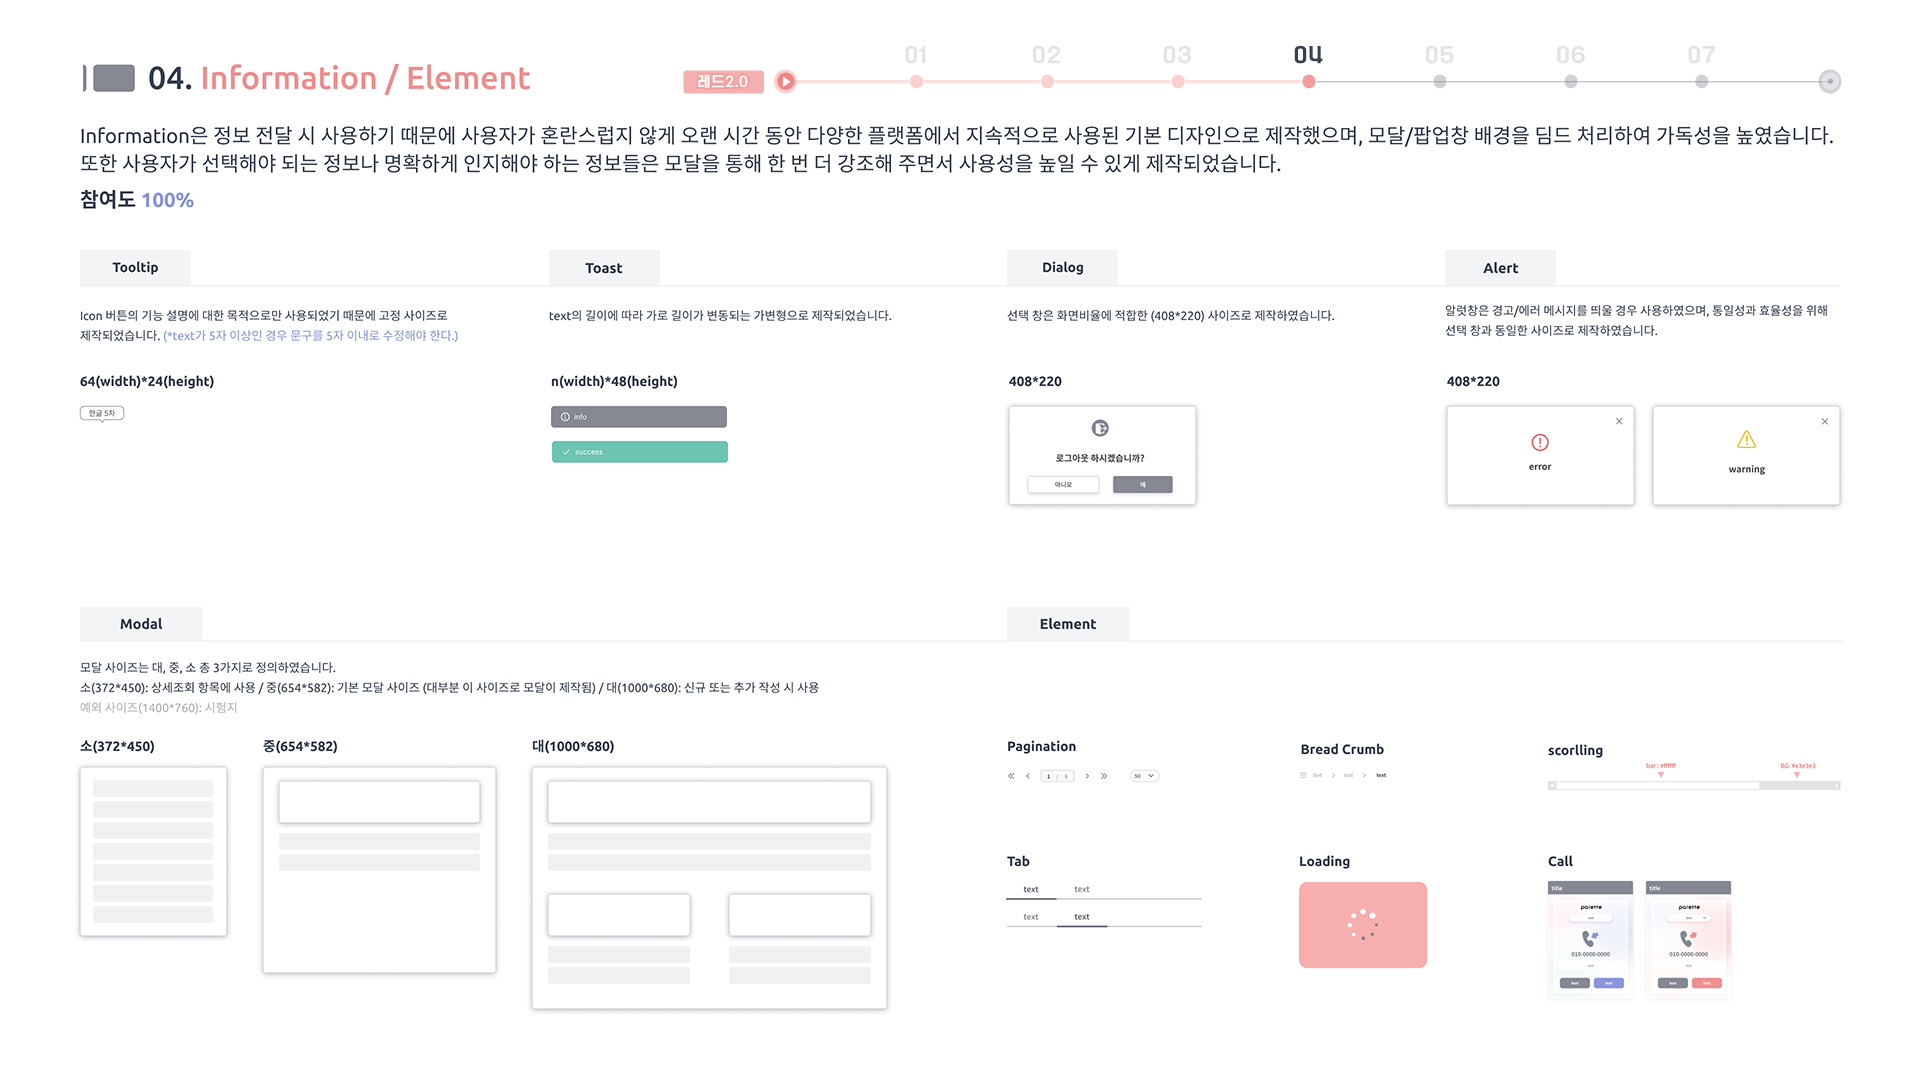 04. Information / Element
레드2.0
01
02
03
04
05
06
07
Information은 정보 전달 시 사용하기 때문에 사용자가 혼란스럽지 않게 오랜 시간 동안 다양한 플랫폼에서 지속적으로 사용된 기본 디자인으로 제작했으며, 모달/팝업창 배경을 딤드 처리하여 가독성을 높였습니다.
또한 사용자가 선택해야 되는 정보나 명확하게 인지해야 하는 정보들은 모달을 통해 한 번 더 강조해 주면서 사용성을 높일 수 있게 제작되었습니다.
참여도 100%
Tooltip
Icon 버튼의 기능 설명에 대한 목적으로만 사용되었기 때문에 고정 사이즈로
제작되었습니다. (*text가 5자 이상인 경우 문구를 5자 이내로 수정해야 한다.)
64(width)*24(height)
한글 5자
Toast
text의 길이에 따라 가로 길이가 변동되는 가변형으로 제작되었습니다.
n(width)*48(height)
info
success
Dialog
선택 창은 화면비율에 적합한 (408*220) 사이즈로 제작하였습니다.
408*220
로그아웃 하시겠습니까?
아니오
예
Alert
알럿창은 경고/에러 메시지를 띄울 경우 사용하였으며, 통일성과 효율성을 위해
선택 창과 동일한 사이즈로 제작하였습니다.
408*220
error
warning
Modal
모달 사이즈는 대, 중, 소 총 3가지로 정의하였습니다.
소(372*450): 상세조회 항목에 사용 / 중(654*582): 기본 모달 사이즈 (대부분 이 사이즈로 모달이 제작됨) / 대(1000*680): 신규 또는 추가 작성 시 사용
예외 사이즈(1400*760): 시험지
소(372*450)
중(654*582)
대(1000*680)
Element
Pagination
1 / 6
50
Bread Crumb
text > text > text
scorlling
bar : #ffffff
BG: #e3e3e3
Tab
text text
text text
Loading
Call
title
palette
text
010-0000-0000
text
text text
title
palette
text
010-0000-0000
text
text text